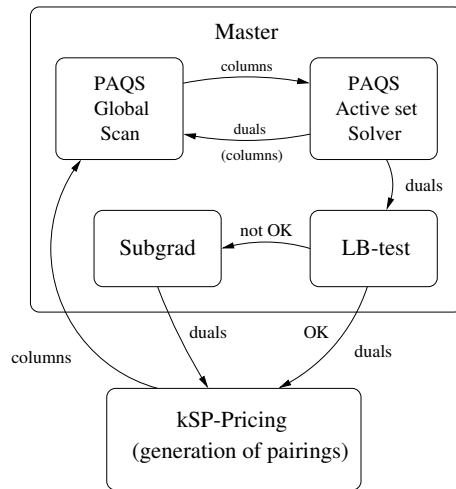 Master
PAQS
Global
Scan
columns
PAQS
Active set
Solver
duals
(columns)
duals
Subgrad
not OK
LB-test
columns
duals
OK
duals
kSP-Pricing
(generation of pairings)